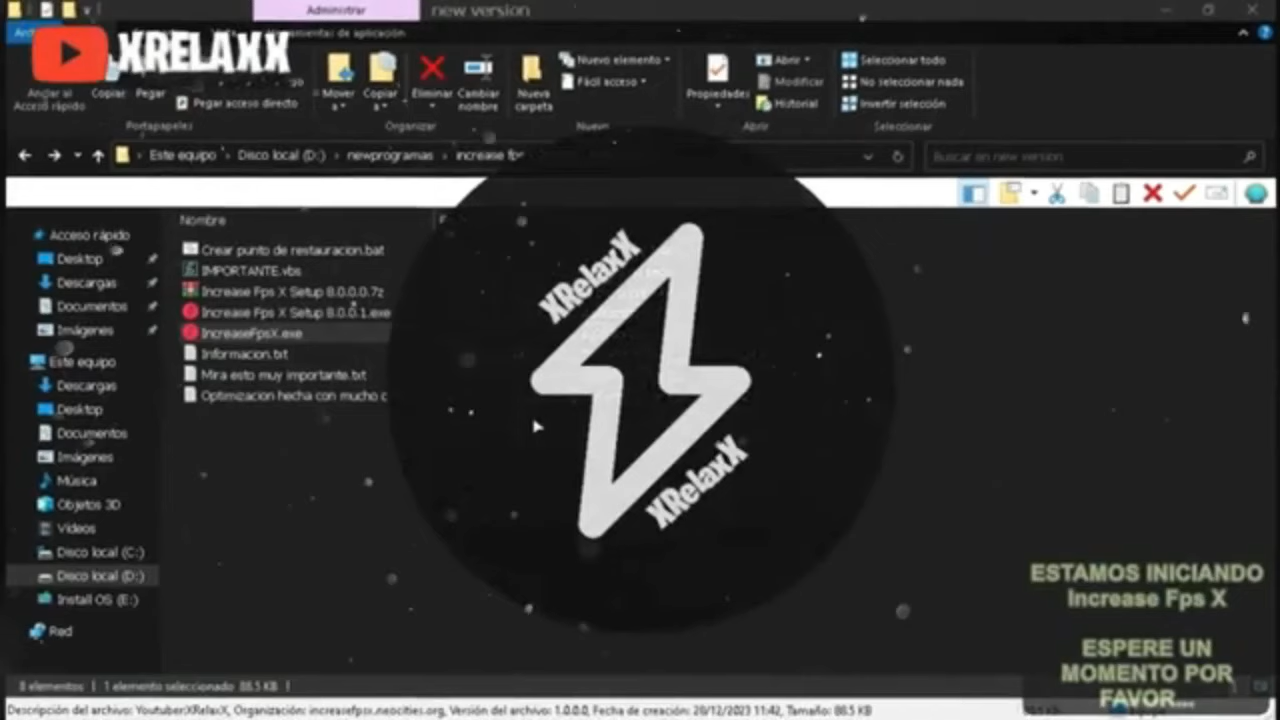 Administrar
new version
XRELAXX
Herramientas de aplicación
Anclar al
Acceso rápido
Copiar
Pegar
Pegar acceso directo
Mover
a
Copiar
a
Eliminar
Cambiar
nombre
Nueva
carpeta
Nuevo elemento
Fácil acceso
Propiedades
Abrir
Modificar
Historial
Seleccionar todo
No seleccionar nada
Invertir selección
Portapapeles
Organizar
Nuevo
Abrir
Seleccionar
Este equipo › Disco local (D:) › newprogramas › increase fps
Buscar en new version
Nombre
Acceso rápido
Desktop
Descargas
Documentos
Imágenes
Este equipo
Descargas
Desktop
Documentos
Imágenes
Música
Objetos 3D
Vídeos
Disco local (C:)
Disco local (D:)
Install OS (E:)
Red
Crear punto de restauracion.bat
IMPORTANTE.vbs
Increase Fps X Setup 8.0.0.0.7z
Increase Fps X Setup 8.0.0.1.exe
IncreaseFpsX.exe
Informacion.txt
Mira esto muy importante.txt
Optimizacion hecha con mucho c
XRelaxX
XRelaxX
ESTAMOS INICIANDO
Increase Fps X
ESPERE UN
MOMENTO POR
FAVOR...
8 elementos
1 elemento seleccionado 88.5 KB
Descripción del archivo: Youtuber:XRelaxX, Organización: increasefpsx.neocities.org, Versión del archivo: 1.0.0.0, Fecha de creación: 20/12/2023 11:42, Tamaño: 88.5 KB